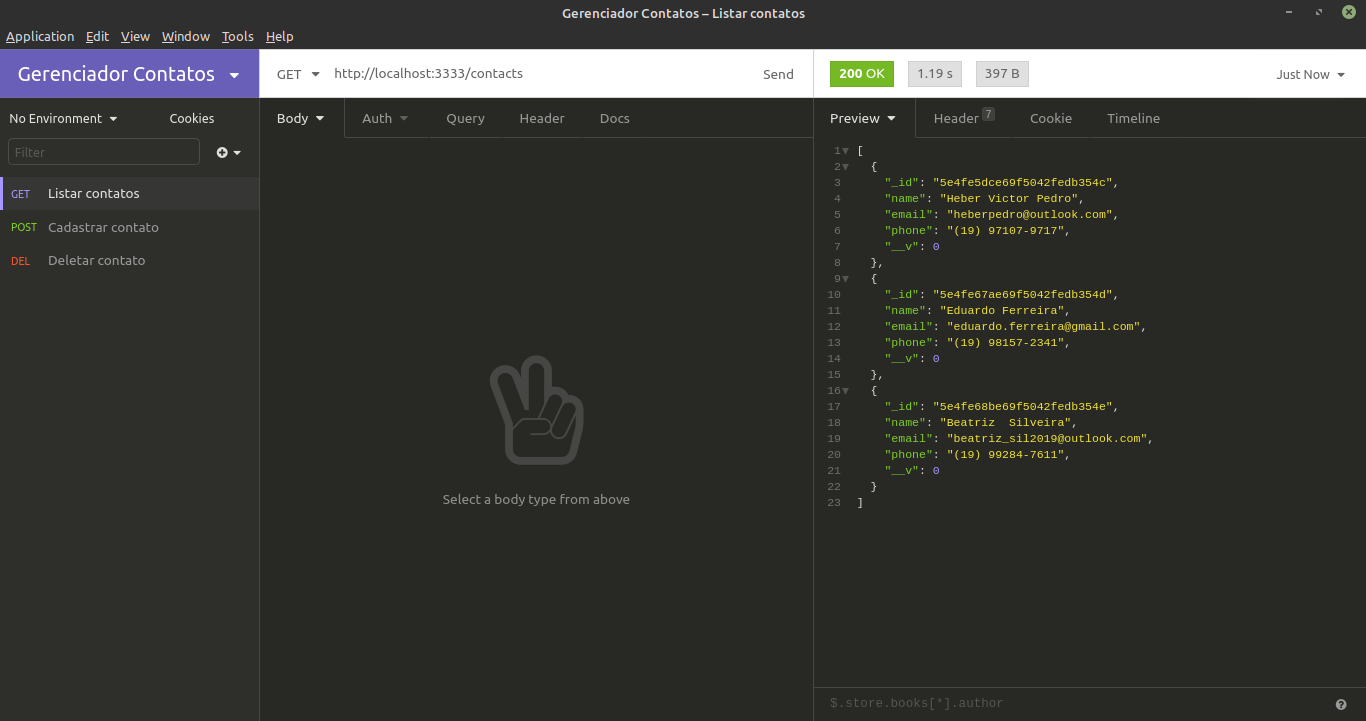 Gerenciador Contatos – Listar contatos
Application Edit View Window Tools Help
Gerenciador Contatos
GET http://localhost:3333/contacts Send
200 OK 1.19 s 397 B Just Now
No Environment Cookies
Filter
GET Listar contatos
POST Cadastrar contato
DEL Deletar contato
Body Auth Query Header Docs
Select a body type from above
Preview Header 7 Cookie Timeline
1 [
2 {
3 "_id": "5e4fe5dce69f5042fedb354c",
4 "name": "Heber Victor Pedro",
5 "email": "heberpedro@outlook.com",
6 "phone": "(19) 97107-9717",
7 "__v": 0
8 },
9 {
10 "_id": "5e4fe67ae69f5042fedb354d",
11 "name": "Eduardo Ferreira",
12 "email": "eduardo.ferreira@gmail.com",
13 "phone": "(19) 98157-2341",
14 "__v": 0
15 },
16 {
17 "_id": "5e4fe68be69f5042fedb354e",
18 "name": "Beatriz  Silveira",
19 "email": "beatriz_sil2019@outlook.com",
20 "phone": "(19) 99284-7611",
21 "__v": 0
22 }
23 ]
$.store.books[*].author